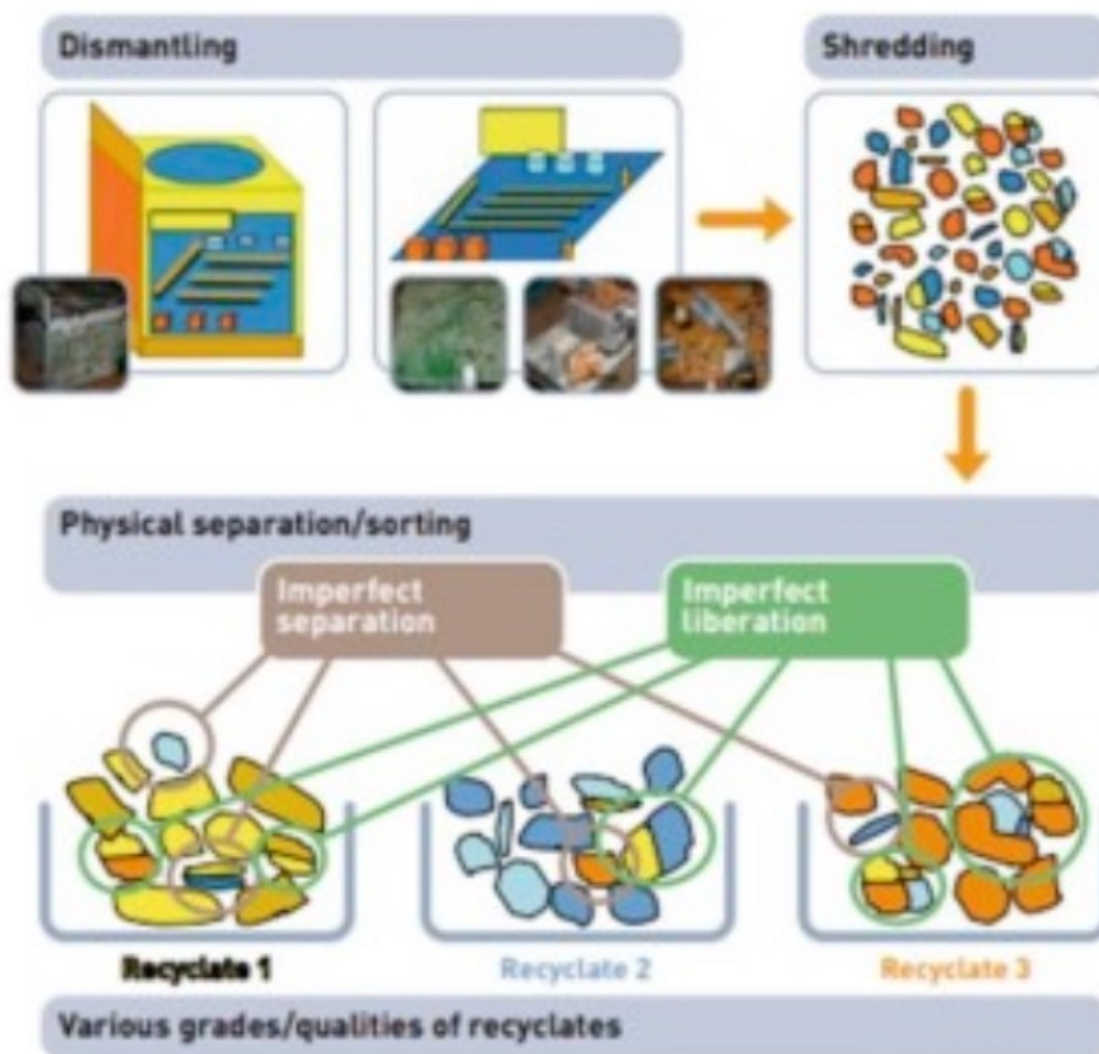 Dismantling
Shredding
Physical separation/sorting
Imperfect
separation
Imperfect
liberation
Recyclate 1
Recyclate 2
Recyclate 3
Various grades/qualities of recyclates